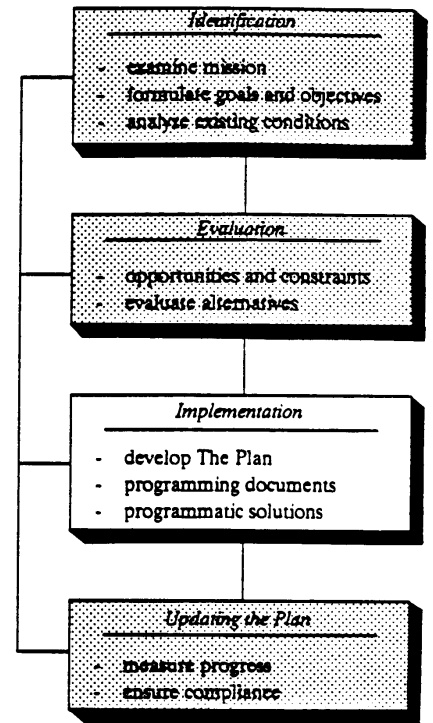 Identification
- examine mission
- formulate goals and objectives
- analyze existing conditions
Evaluation
- opportunities and constraints
- evaluate alternatives
Implementation
- develop The Plan
- programming documents
- programmatic solutions
Updating the Plan
- measure progress
- ensure compliance